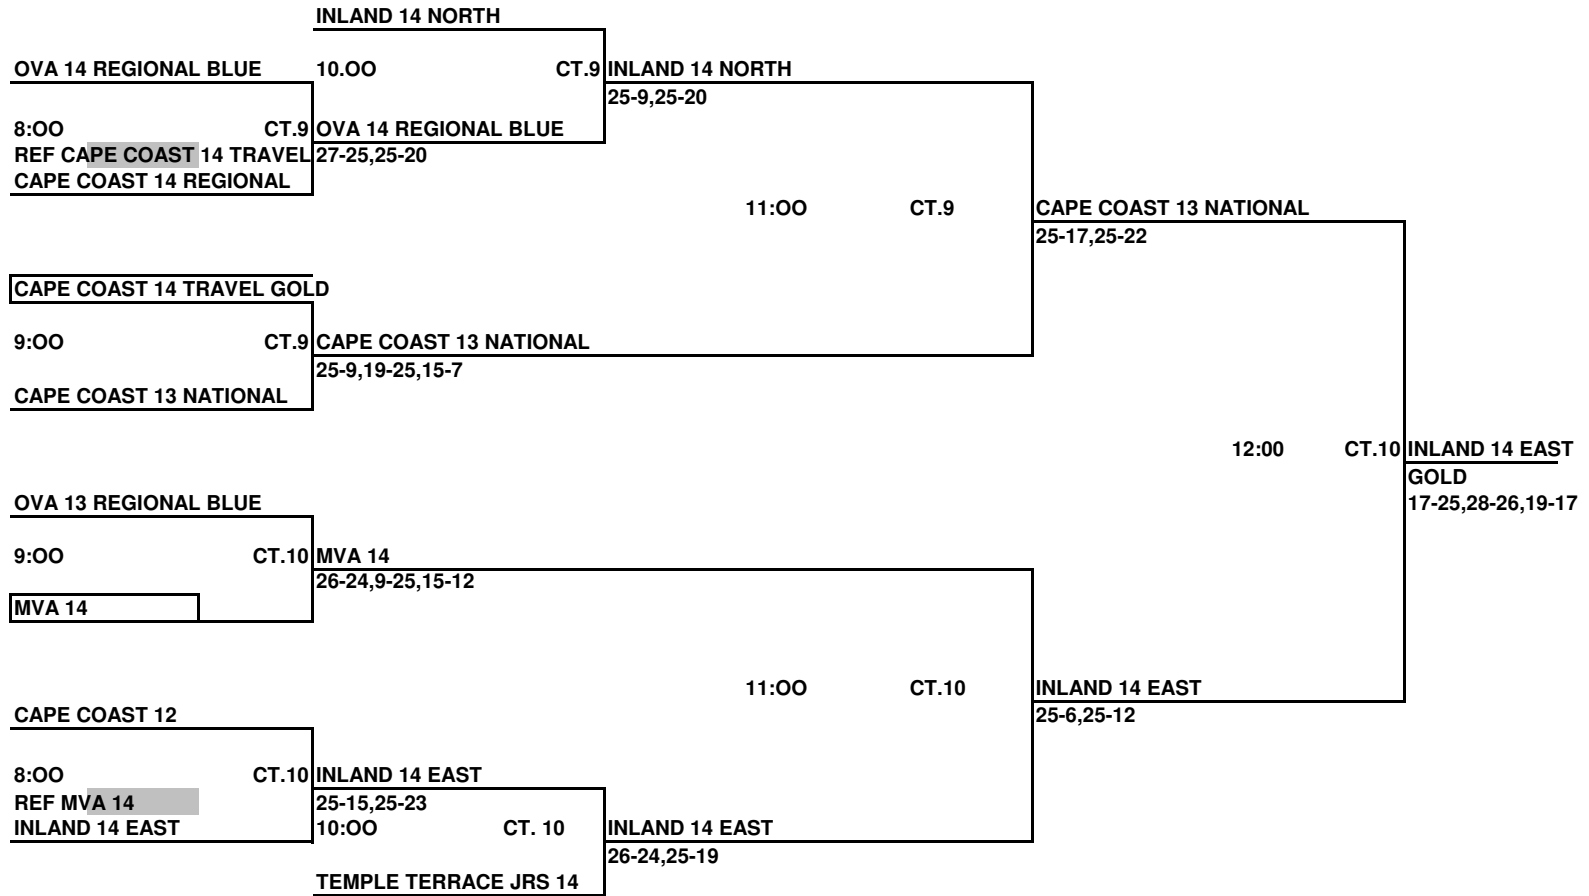 INLAND 14 NORTH
OVA 14 REGIONAL BLUE 10.OO CT.9 INLAND 14 NORTH
25-9,25-20
8:OO CT.9 OVA 14 REGIONAL BLUE
REF CAPE COAST 14 TRAVEL 27-25,25-20
CAPE COAST 14 REGIONAL
11:OO CT.9 CAPE COAST 13 NATIONAL
25-17,25-22
CAPE COAST 14 TRAVEL GOLD
9:OO CT.9 CAPE COAST 13 NATIONAL
25-9,19-25,15-7
CAPE COAST 13 NATIONAL
12:00 CT.10 INLAND 14 EAST
GOLD
OVA 13 REGIONAL BLUE 17-25,28-26,19-17
9:OO CT.10 MVA 14
26-24,9-25,15-12
MVA 14
11:OO CT.10 INLAND 14 EAST
CAPE COAST 12 25-6,25-12
8:OO CT.10 INLAND 14 EAST
REF MVA 14 25-15,25-23
INLAND 14 EAST 10:OO CT. 10 INLAND 14 EAST
26-24,25-19
TEMPLE TERRACE JRS 14